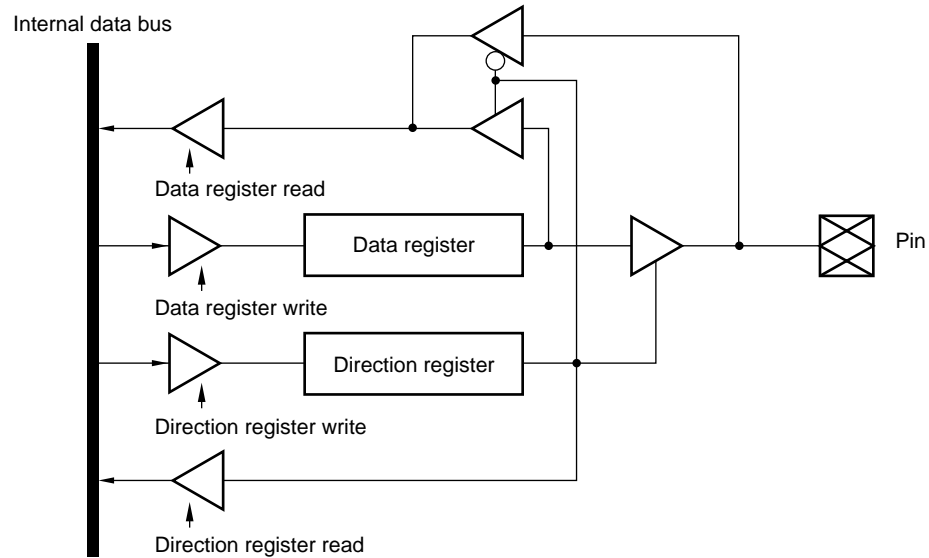 Internal data bus
Data register read
Data register
Pin
Data register write
Direction register
Direction register write
Direction register read